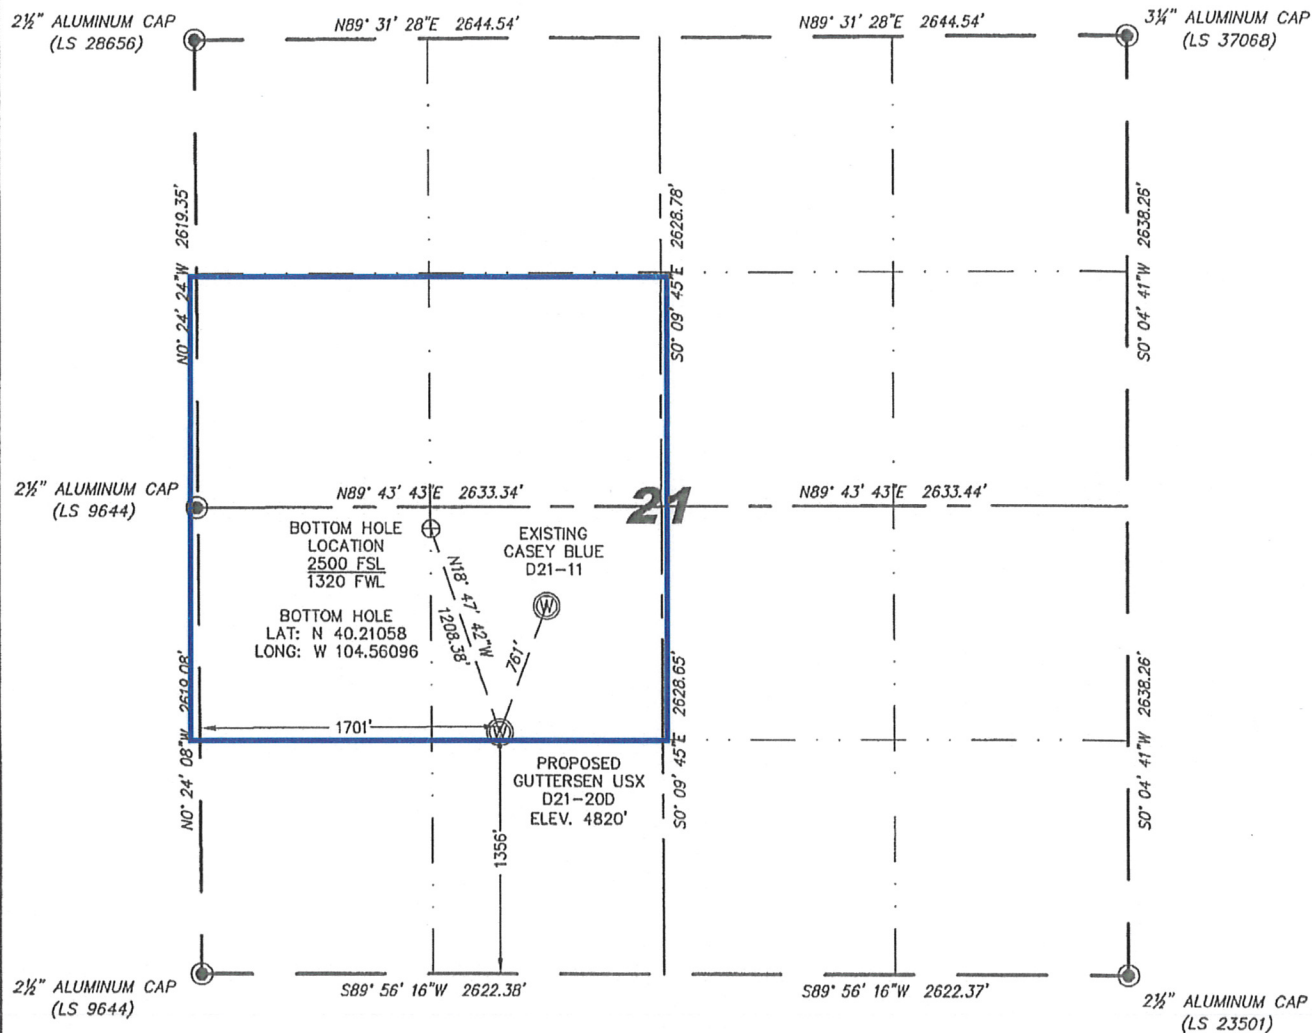 2½" ALUMINUM CAP
(LS 28656)
N89° 31' 28"E 2644.54'
N89° 31' 28"E 2644.54'
3¼" ALUMINUM CAP
(LS 37068)
N0° 24' 24"W 2619.35'
S0° 09' 45"E 2628.78'
S0° 04' 41"W 2638.26'
2½" ALUMINUM CAP
(LS 9644)
N89° 43' 43"E 2633.34'
21
N89° 43' 43"E 2633.44'
BOTTOM HOLE
LOCATION
2500 FSL
1320 FWL
EXISTING
CASEY BLUE
D21-11
N18° 47' 42"W
1208.38'
761'
BOTTOM HOLE
LAT: N 40.21058
LONG: W 104.56096
N0° 24' 08"W 2619.08'
S0° 09' 45"E 2628.65'
S0° 04' 41"W 2638.26'
W
W
1701'
PROPOSED
GUTTERSEN USX
D21-20D
ELEV. 4820'
1356'
2½" ALUMINUM CAP
(LS 9644)
S89° 56' 16"W 2622.38'
S89° 56' 16"W 2622.37'
2½" ALUMINUM CAP
(LS 23501)